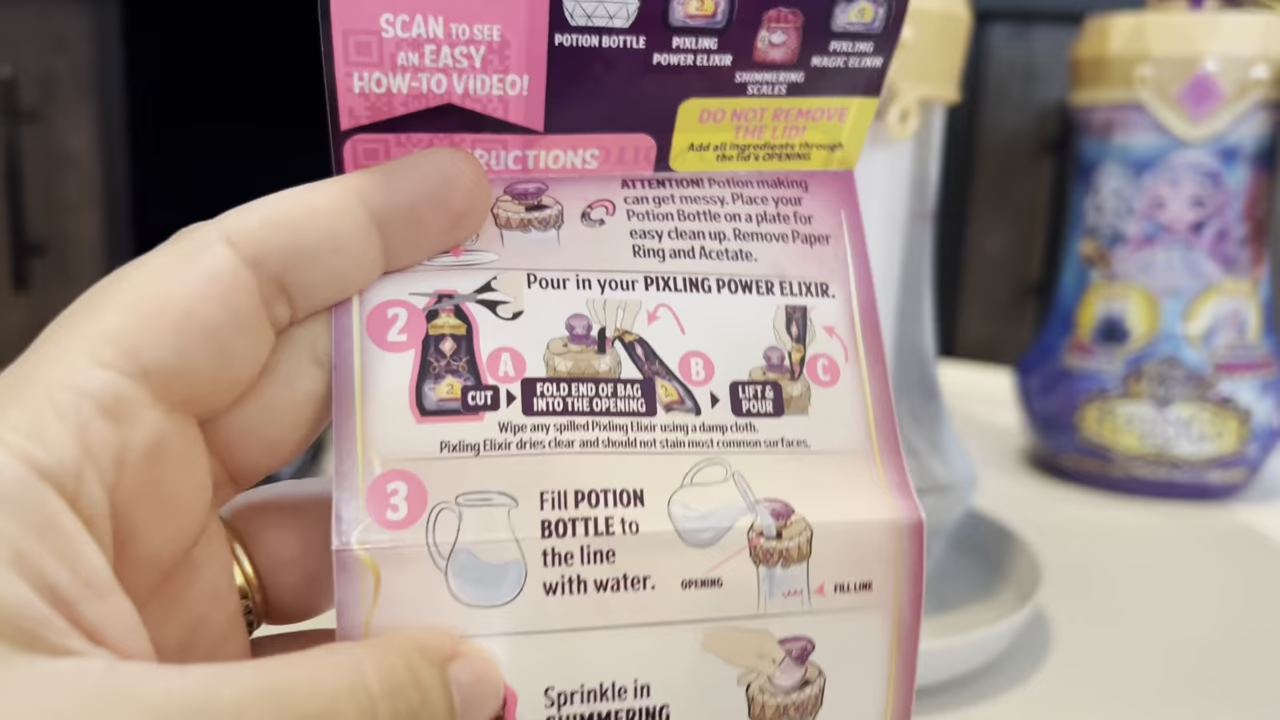 SCAN TO SEE
AN EASY
HOW-TO VIDEO!
POTION BOTTLE
2
PIXLING
POWER ELIXIR
SHIMMERING
SCALES
4
PIXLING
MAGIC ELIXIR
DO NOT REMOVE
THE LID!
Add all ingredients through
the lid's OPENING
RUCTIONS
ATTENTION! Potion making
can get messy. Place your
Potion Bottle on a plate for
easy clean up. Remove Paper
Ring and Acetate.
2
Pour in your PIXLING POWER ELIXIR.
2
A
CUT
FOLD END OF BAG
INTO THE OPENING
2
B
LIFT &
POUR
C
Wipe any spilled Pixling Elixir using a damp cloth.
Pixling Elixir dries clear and should not stain most common surfaces.
3
Fill POTION
BOTTLE to
the line
with water.
OPENING
FILL LINE
Sprinkle in
SHIMMERING